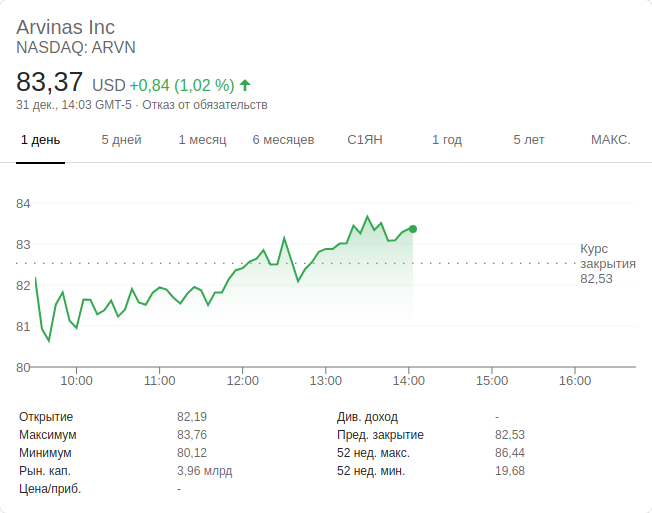 Arvinas Inc
NASDAQ: ARVN
83,37 USD +0,84 (1,02 %)
31 дек., 14:03 GMT-5 · Отказ от обязательств
1 день 5 дней 1 месяц 6 месяцев С1ЯН 1 год 5 лет МАКС.
84
83
82
81
80
Курс
закрытия
82,53
10:00 11:00 12:00 13:00 14:00 15:00 16:00
Открытие 82,19 Див. доход -
Максимум 83,76 Пред. закрытие 82,53
Минимум 80,12 52 нед. макс. 86,44
Рын. кап. 3,96 млрд 52 нед. мин. 19,68
Цена/приб. -